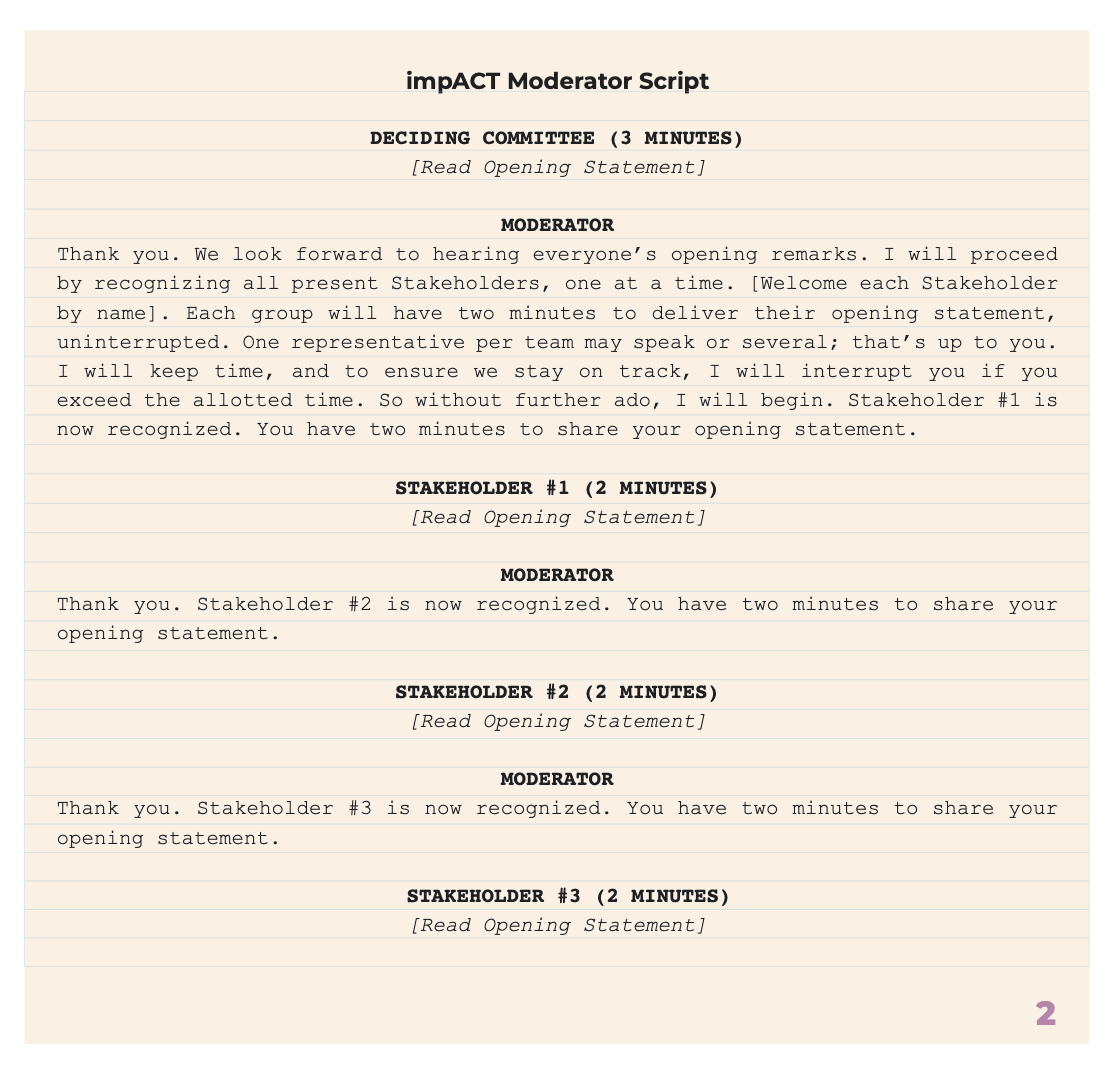 impACT Moderator Script
DECIDING COMMITTEE (3 MINUTES)
[Read Opening Statement]
MODERATOR
Thank you. We look forward to hearing everyone’s opening remarks. I will proceed
by recognizing all present Stakeholders, one at a time. [Welcome each Stakeholder
by name]. Each group will have two minutes to deliver their opening statement,
uninterrupted. One representative per team may speak or several; that’s up to you.
I will keep time, and to ensure we stay on track, I will interrupt you if you
exceed the allotted time. So without further ado, I will begin. Stakeholder #1 is
now recognized. You have two minutes to share your opening statement.
STAKEHOLDER #1 (2 MINUTES)
[Read Opening Statement]
MODERATOR
Thank you. Stakeholder #2 is now recognized. You have two minutes to share your
opening statement.
STAKEHOLDER #2 (2 MINUTES)
[Read Opening Statement]
MODERATOR
Thank you. Stakeholder #3 is now recognized. You have two minutes to share your
opening statement.
STAKEHOLDER #3 (2 MINUTES)
[Read Opening Statement]
2